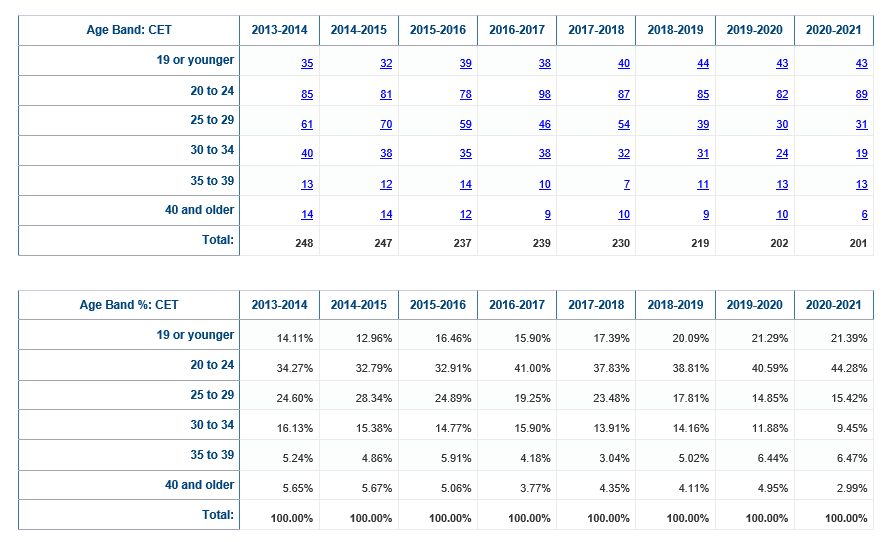 Age Band: CET 2013-2014 2014-2015 2015-2016 2016-2017 2017-2018 2018-2019 2019-2020 2020-2021
19 or younger 35 32 39 38 40 44 43 43
20 to 24 85 81 78 98 87 85 82 89
25 to 29 61 70 59 46 54 39 30 31
30 to 34 40 38 35 38 32 31 24 19
35 to 39 13 12 14 10 7 11 13 13
40 and older 14 14 12 9 10 9 10 6
Total: 248 247 237 239 230 219 202 201
Age Band %: CET 2013-2014 2014-2015 2015-2016 2016-2017 2017-2018 2018-2019 2019-2020 2020-2021
19 or younger 14.11% 12.96% 16.46% 15.90% 17.39% 20.09% 21.29% 21.39%
20 to 24 34.27% 32.79% 32.91% 41.00% 37.83% 38.81% 40.59% 44.28%
25 to 29 24.60% 28.34% 24.89% 19.25% 23.48% 17.81% 14.85% 15.42%
30 to 34 16.13% 15.38% 14.77% 15.90% 13.91% 14.16% 11.88% 9.45%
35 to 39 5.24% 4.86% 5.91% 4.18% 3.04% 5.02% 6.44% 6.47%
40 and older 5.65% 5.67% 5.06% 3.77% 4.35% 4.11% 4.95% 2.99%
Total: 100.00% 100.00% 100.00% 100.00% 100.00% 100.00% 100.00% 100.00%